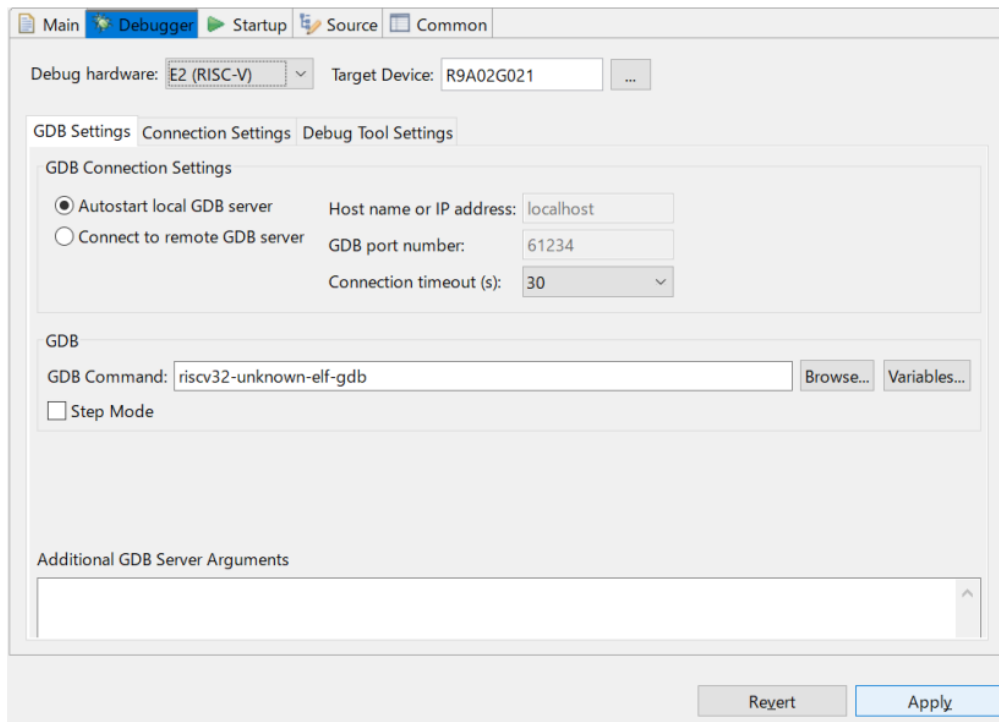 Main Debugger Startup Source Common
Debug hardware: E2 (RISC-V) Target Device: R9A02G021 ...
GDB Settings Connection Settings Debug Tool Settings
GDB Connection Settings
Autostart local GDB server Host name or IP address: localhost
Connect to remote GDB server GDB port number: 61234
Connection timeout (s): 30
GDB
GDB Command: riscv32-unknown-elf-gdb Browse... Variables...
Step Mode
Additional GDB Server Arguments
Revert Apply